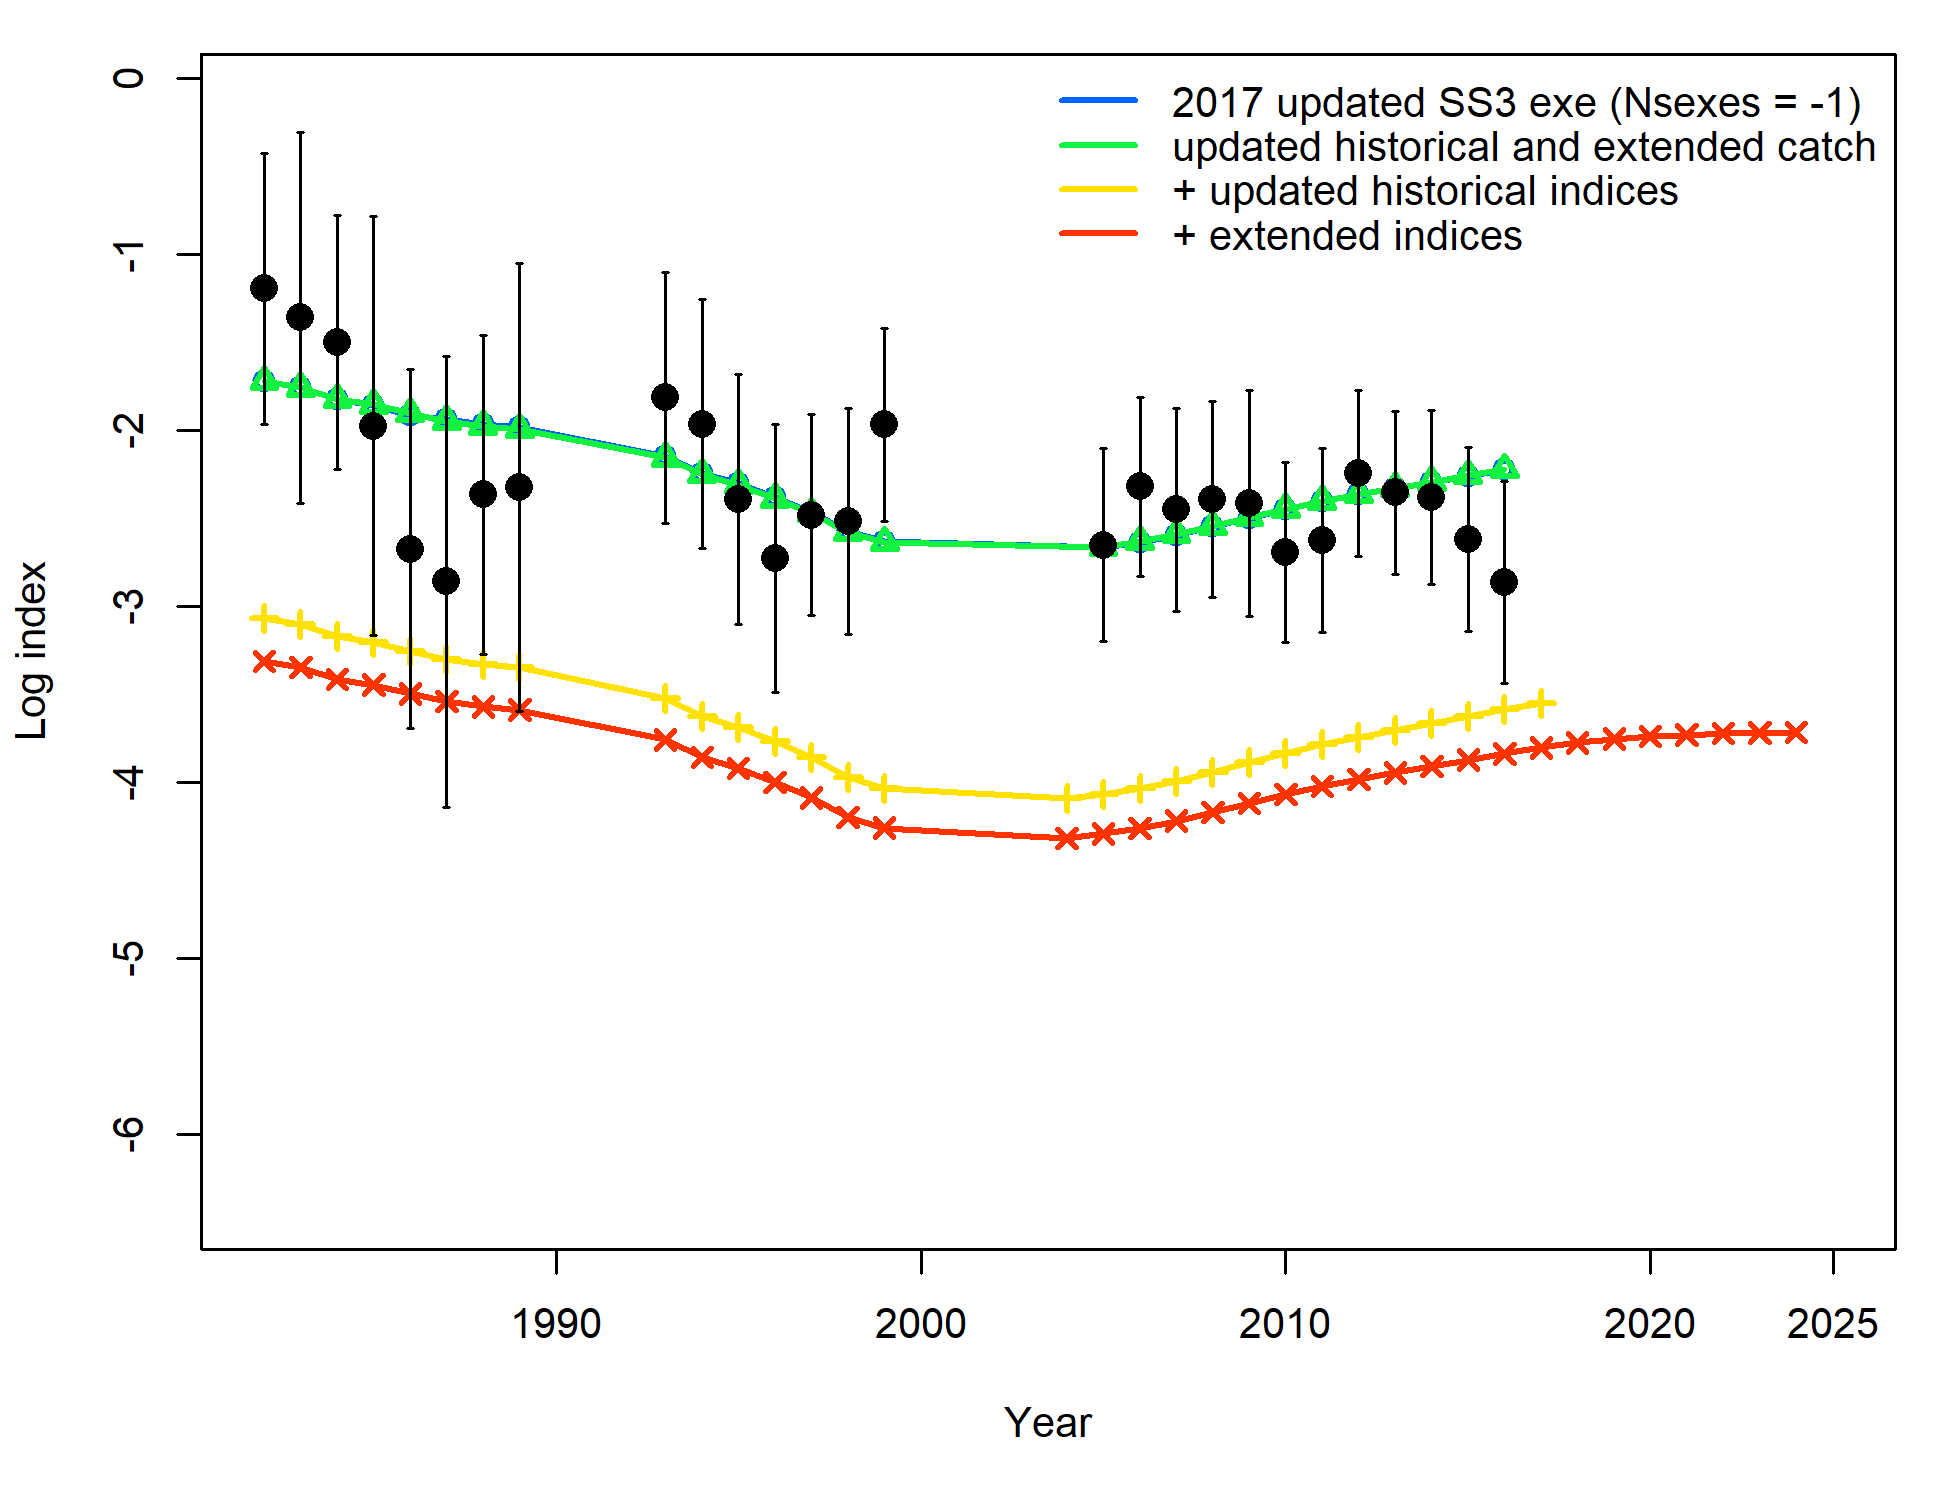 2017 updated SS3 exe (Nsexes = -1)
updated historical and extended catch
+ updated historical indices
+ extended indices
0
-1
-2
-3
-4
-5
-6
Log index
1990 2000 2010 2020 2025
Year